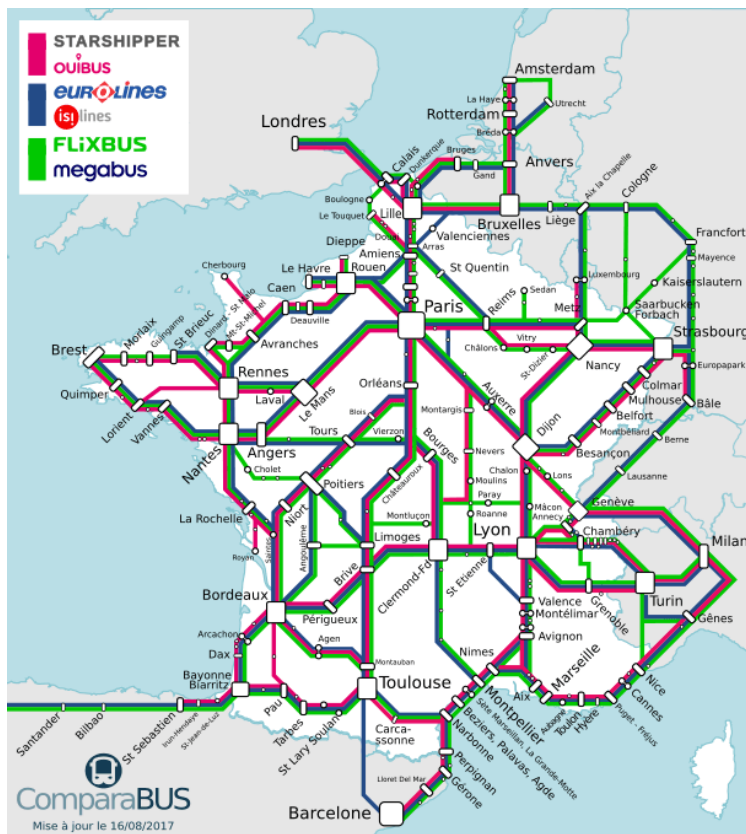 STARSHIPPER
OUiBUS
euROLINES
isilines
FLiXBUS
megabus
Amsterdam
La Haye
Utrecht
Rotterdam
Bréda
Londres
Calais
Dunkerque
Bruges
Gand
Anvers
Aix la Chapelle
Cologne
Boulogne
Le Touquet
Lille
Bruxelles
Liège
Francfort
Mayence
Douai
Valenciennes
Arras
Dieppe
Amiens
Cherbourg
Le Havre
Rouen
St Quentin
Luxembourg
Kaiserslautern
Caen
Sedan
Saarbucken
Forbach
Dinard - St-Malo
Mt-St-Michel
Deauville
Paris
Reims
Metz
Strasbourg
Morlaix
Guingamp
St Brieuc
Avranches
Vitry
Châlons
St-Didier
Nancy
Brest
Rennes
Europapark
Orléans
Colmar
Quimper
Laval
Le Mans
Auxerre
Mulhouse
Bâle
Lorient
Vannes
Tours
Blois
Montargis
Belfort
Vierzon
Dijon
Montbéliard
Berne
Nantes
Angers
Bourges
Besançon
Cholet
Nevers
Chalon
Lons
Lausanne
Poitiers
Châteauroux
Moulins
Paray
Genève
La Rochelle
Niort
Montluçon
Roanne
Mâcon
Annecy
Saintes
Royan
Angoulême
Limoges
Lyon
Chambéry
Milan
Brive
Clermond-Fd
St Etienne
Bordeaux
Périgueux
Valence
Grenoble
Turin
Montélimar
Gênes
Arcachon
Agen
Avignon
Dax
Montauban
Nimes
Marseille
Nice
Bayonne
Biarritz
Toulouse
Montpellier
Aix
Cannes
Pau
Aubagne
Toulon
Hyère
Puget - Fréjus
Santander
Bilbao
St Sebastien
Irun-Hendaye
St-Jean-de-Luz
Tarbes
St Lary Soulan
Carca-
ssonne
Sete, Marseillan, La Grande-Motte
Beziers, Palavas, Agde
Narbonne
Perpignan
Lloret Del Mar
Gérone
Barcelone
ComparaBUS
Mise à jour le 16/08/2017